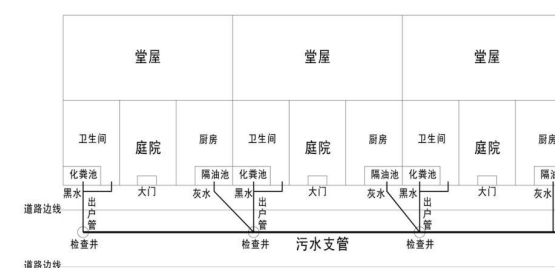 堂屋 堂屋 堂屋
卫生间 庭院 厨房 卫生间 庭院 厨房 卫生间 庭院 厨房
化粪池 隔油池 化粪池 隔油池 化粪池 隔油
黑水 大门 灰水 黑水 大门 灰水 黑水 大门 灰水
出户管 出户管 出户管
道路边线
检查井 检查井 污水支管 检查井
道路边线